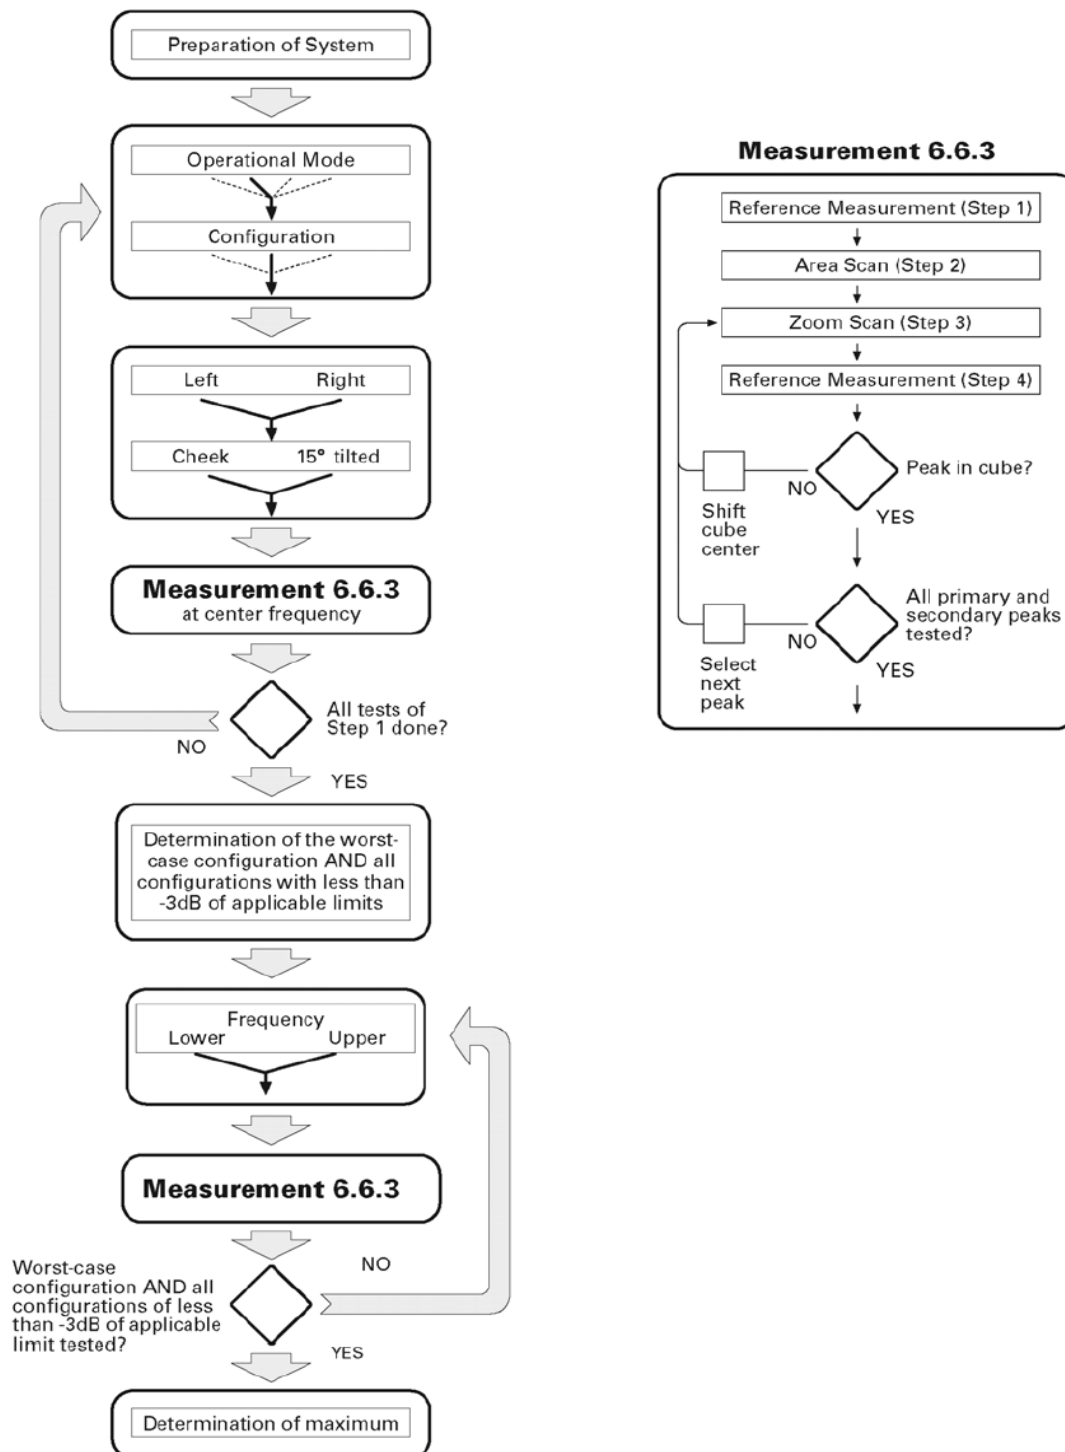 Preparation of System
Operational Mode
Configuration
Left Right
Cheek 15° tilted
Measurement 6.6.3
at center frequency
All tests of
Step 1 done?
NO
YES
Determination of the worst-
case configuration AND all
configurations with less than
-3dB of applicable limits
Frequency
Lower Upper
Measurement 6.6.3
Worst-case
configuration AND all
configurations of less
than -3dB of applicable
limit tested?
NO
YES
Determination of maximum
Measurement 6.6.3
Reference Measurement (Step 1)
Area Scan (Step 2)
Zoom Scan (Step 3)
Reference Measurement (Step 4)
Peak in cube?
NO
YES
Shift
cube
center
All primary and
secondary peaks
tested?
NO
YES
Select
next
peak